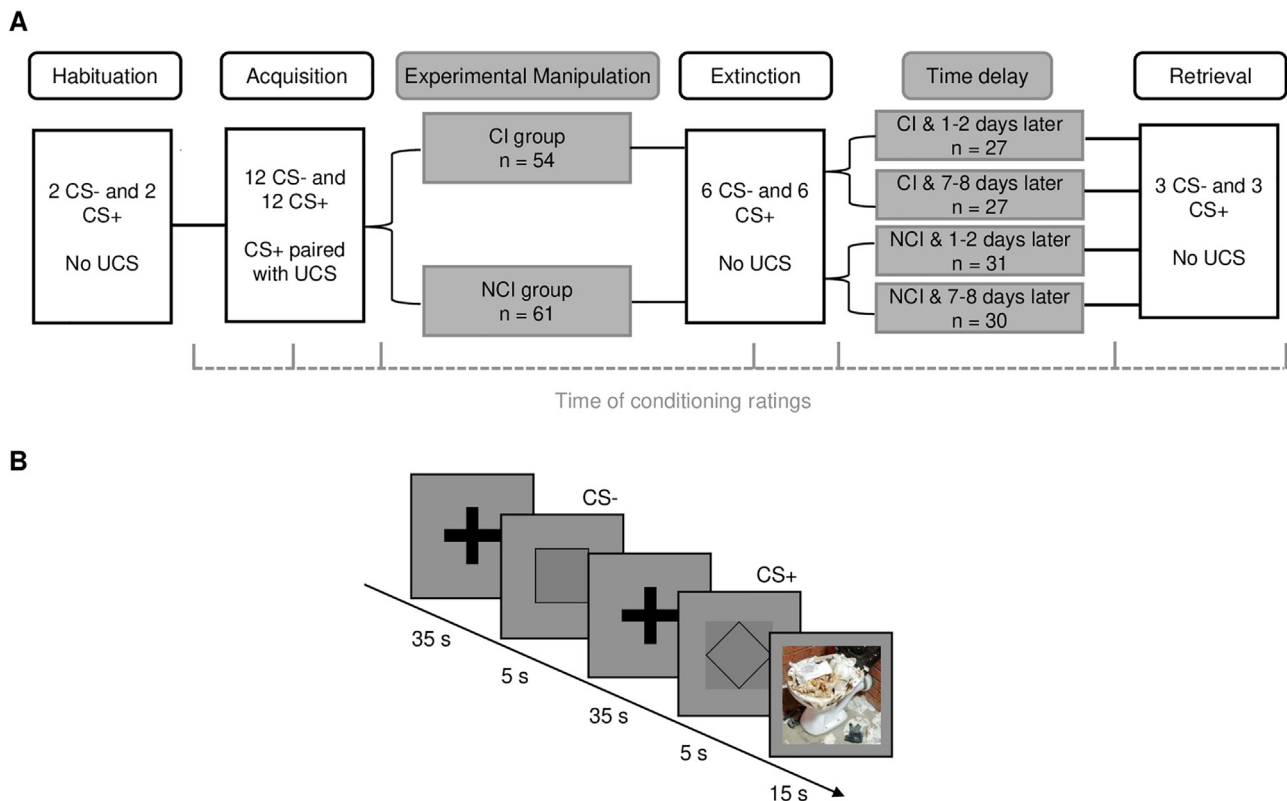 A
Habituation
Acquisition
Experimental Manipulation
Extinction
Time delay
Retrieval
2 CS- and 2
CS+
No UCS
12 CS- and
12 CS+
CS+ paired
with UCS
CI group
n = 54
NCI group
n = 61
6 CS- and 6
CS+
No UCS
CI & 1-2 days later
n = 27
CI & 7-8 days later
n = 27
NCI & 1-2 days later
n = 31
NCI & 7-8 days later
n = 30
3 CS- and 3
CS+
No UCS
Time of conditioning ratings
B
CS-
CS+
35 s
5 s
35 s
5 s
15 s